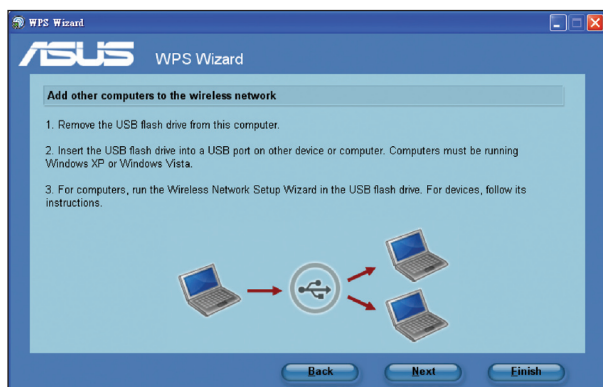 WPS Wizard
ASUS WPS Wizard
Add other computers to the wireless network
1. Remove the USB flash drive from this computer.
2. Insert the USB flash drive into a USB port on other device or computer. Computers must be running
Windows XP or Windows Vista.
3. For computers, run the Wireless Network Setup Wizard in the USB flash drive. For devices, follow its
instructions.
Back Next Finish